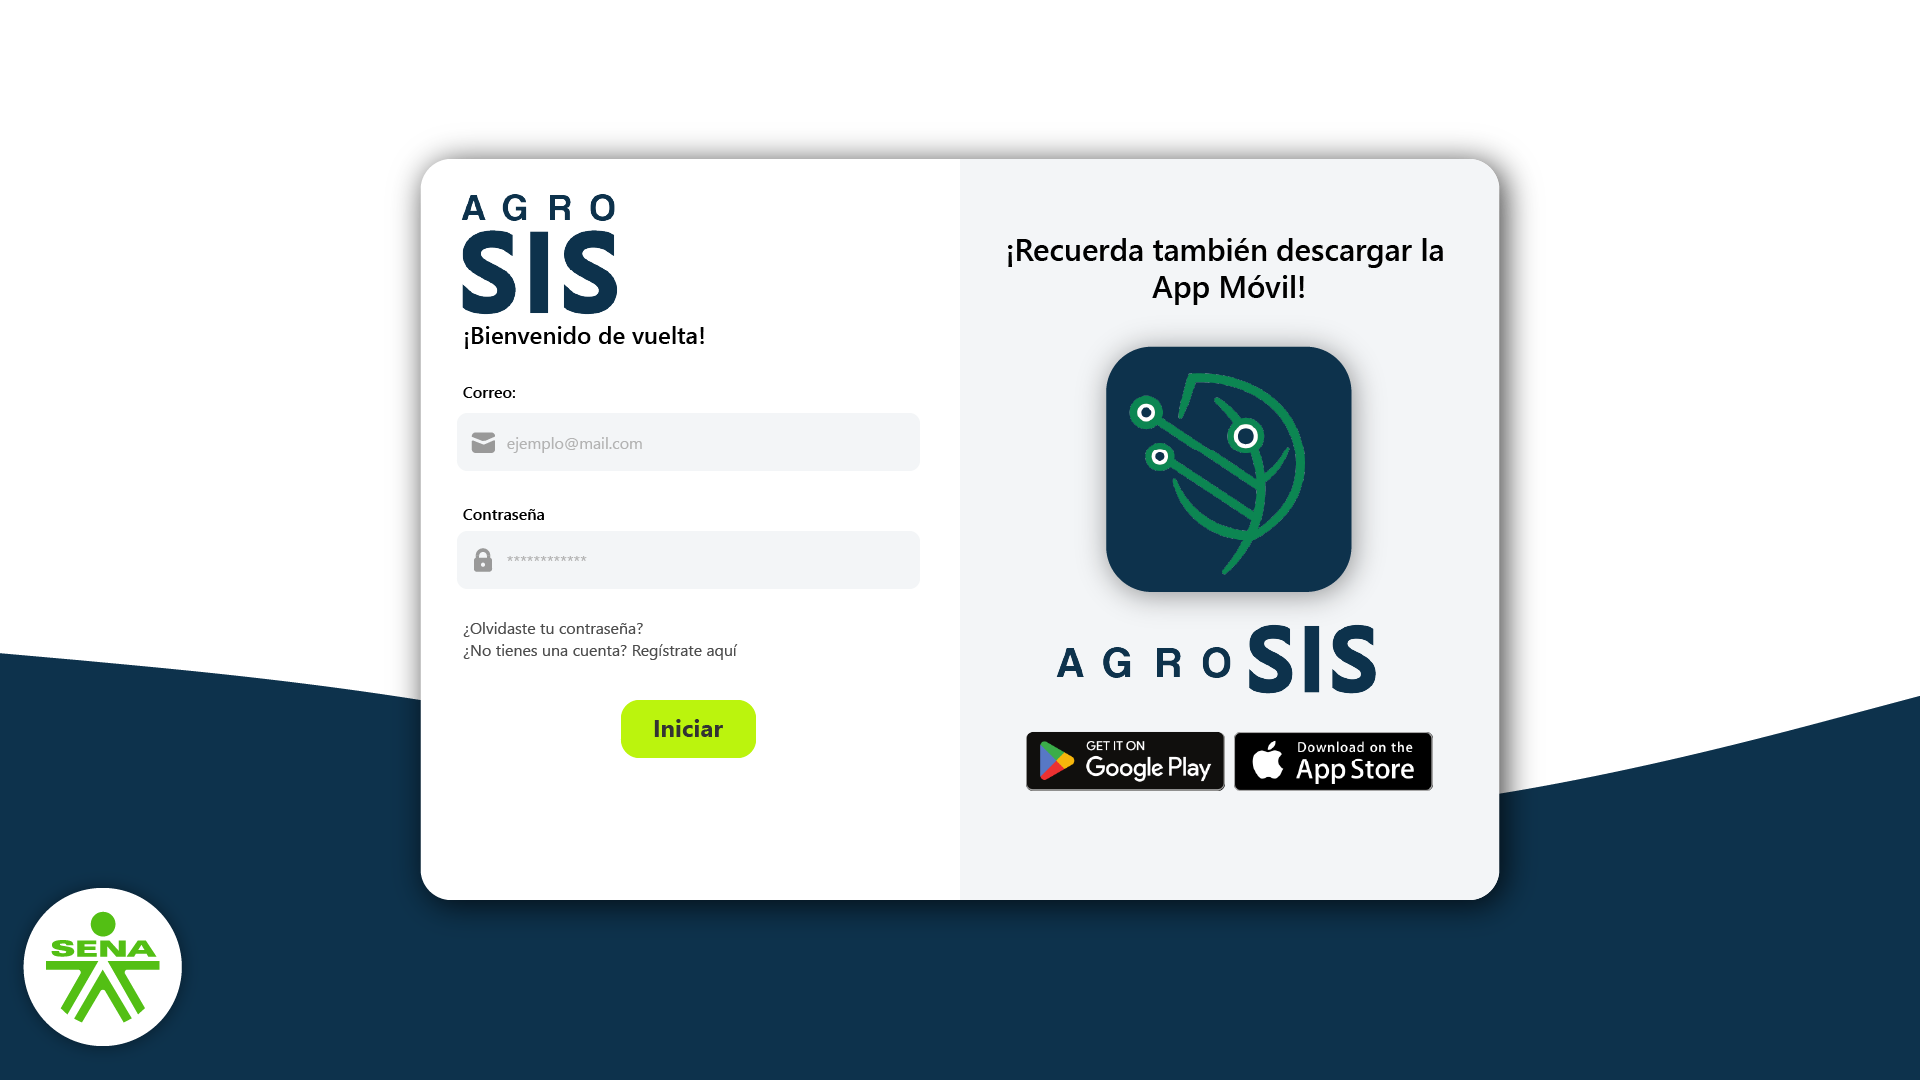 AGRO
SIS
¡Bienvenido de vuelta!
Correo:
ejemplo@mail.com
Contraseña
************
¿Olvidaste tu contraseña?
¿No tienes una cuenta? Regístrate aquí
Iniciar
¡Recuerda también descargar la
App Móvil!
AGRO SIS
GET IT ON
Google Play
Download on the
App Store
SENA